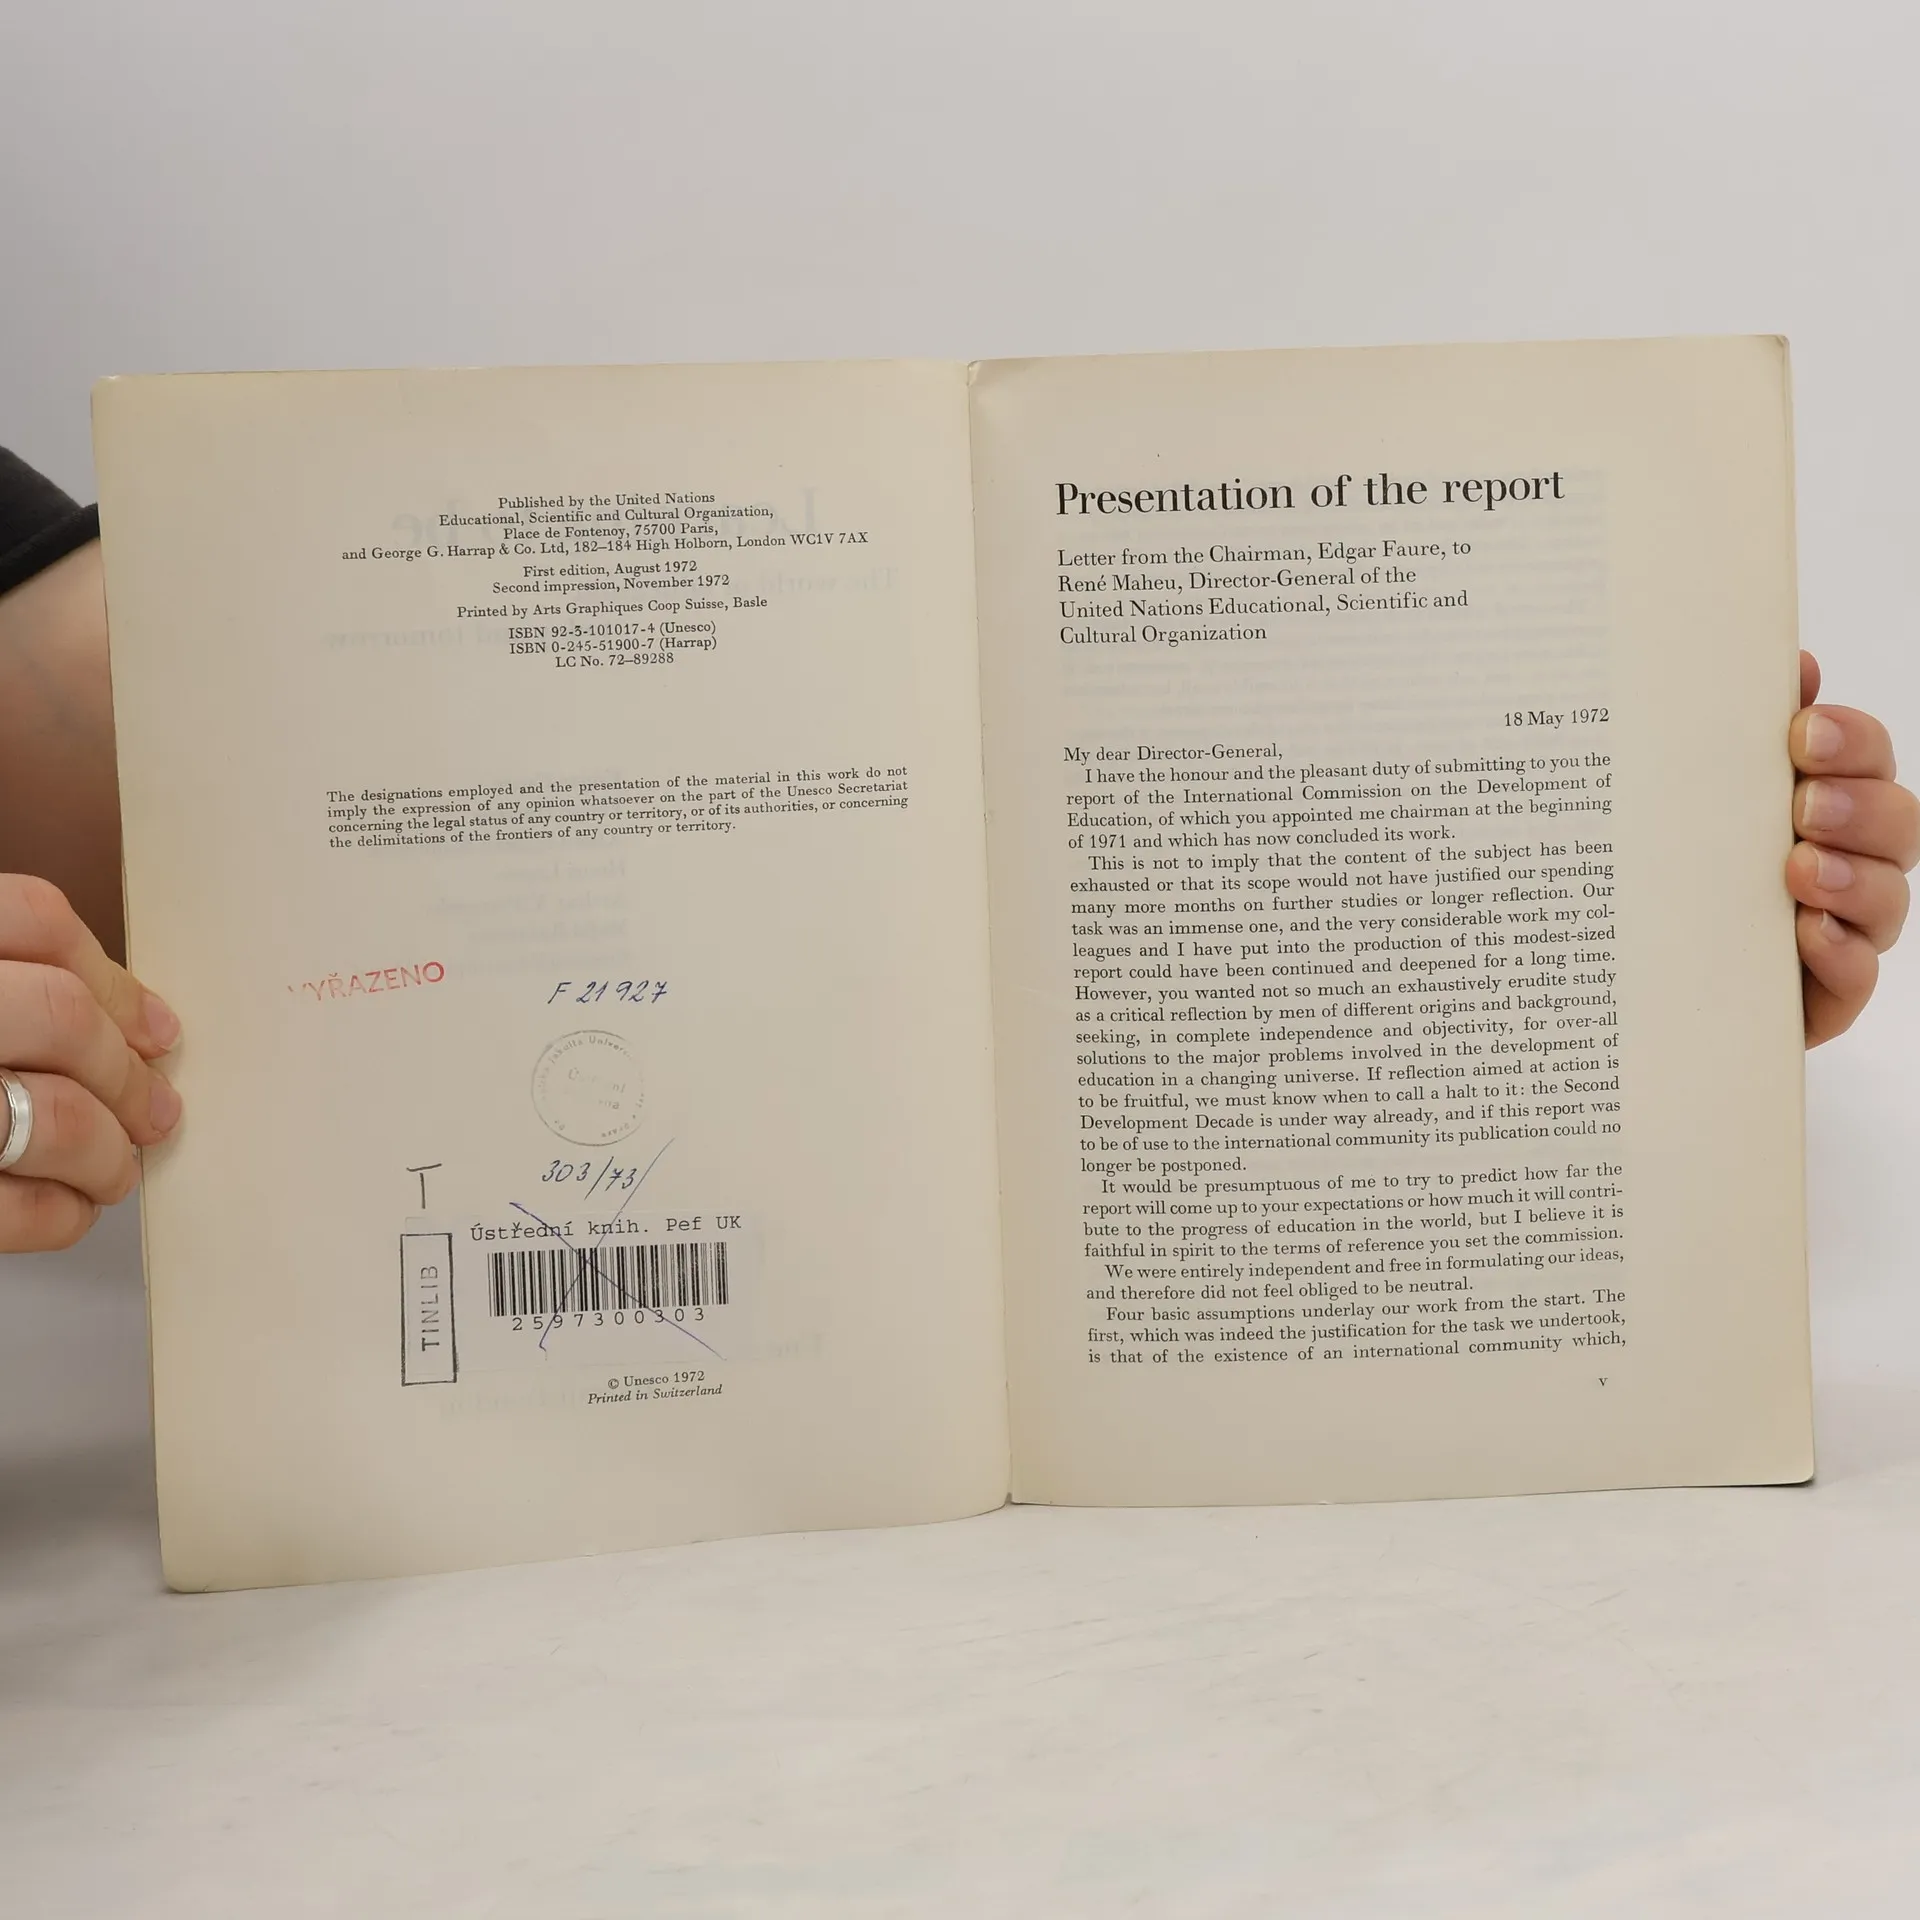 Published by the United Nations
Educational, Scientific and Cultural Organization,
Place de Fontenoy, 75700 Paris,
and George G. Harrap & Co. Ltd, 182–184 High Holborn, London WC1V 7AX
First edition, August 1972
Second impression, November 1972
Printed by Arts Graphiques Coop Suisse, Basle
ISBN 92-3-101017-4 (Unesco)
ISBN 0-245-51900-7 (Harrap)
LC No. 72–89288
The designations employed and the presentation of the material in this work do not
imply the expression of any opinion whatsoever on the part of the Unesco Secretariat
concerning the legal status of any country or territory, or of its authorities, or concerning
the delimitations of the frontiers of any country or territory.
VYŘAZENO
F 21 927
303/73
T
TINLIB
Ústřední knih. Pef UK
2597300303
© Unesco 1972
Printed in Switzerland
Presentation of the report
Letter from the Chairman, Edgar Faure, to
René Maheu, Director-General of the
United Nations Educational, Scientific and
Cultural Organization
18 May 1972
My dear Director-General,
I have the honour and the pleasant duty of submitting to you the
report of the International Commission on the Development of
Education, of which you appointed me chairman at the beginning
of 1971 and which has now concluded its work.
This is not to imply that the content of the subject has been
exhausted or that its scope would not have justified our spending
many more months on further studies or longer reflection. Our
task was an immense one, and the very considerable work my col-
leagues and I have put into the production of this modest-sized
report could have been continued and deepened for a long time.
However, you wanted not so much an exhaustively erudite study
as a critical reflection by men of different origins and background,
seeking, in complete independence and objectivity, for over-all
solutions to the major problems involved in the development of
education in a changing universe. If reflection aimed at action is
to be fruitful, we must know when to call a halt to it: the Second
Development Decade is under way already, and if this report was
to be of use to the international community its publication could no
longer be postponed.
It would be presumptuous of me to try to predict how far the
report will come up to your expectations or how much it will contri-
bute to the progress of education in the world, but I believe it is
faithful in spirit to the terms of reference you set the commission.
We were entirely independent and free in formulating our ideas,
and therefore did not feel obliged to be neutral.
Four basic assumptions underlay our work from the start. The
first, which was indeed the justification for the task we undertook,
is that of the existence of an international community which,
v